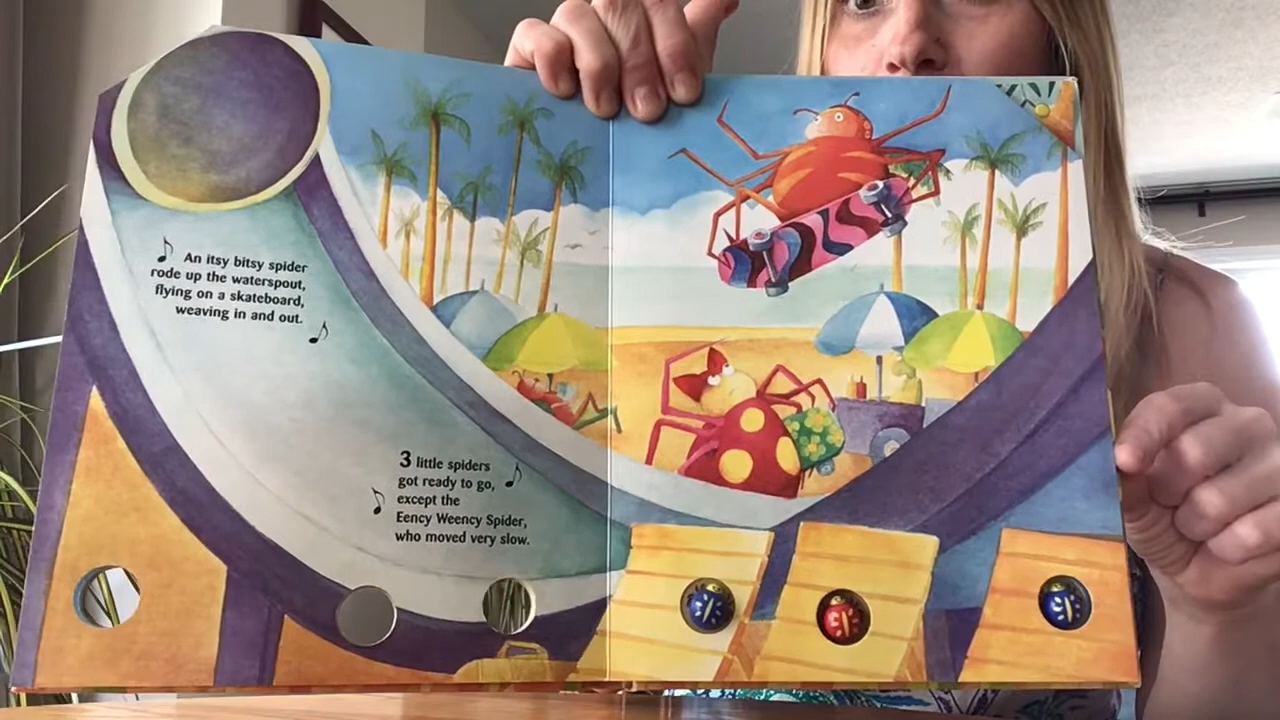 An itsy bitsy spider
rode up the waterspout,
flying on a skateboard,
weaving in and out.
3 little spiders
got ready to go,
except the
Eency Weency Spider,
who moved very slow.